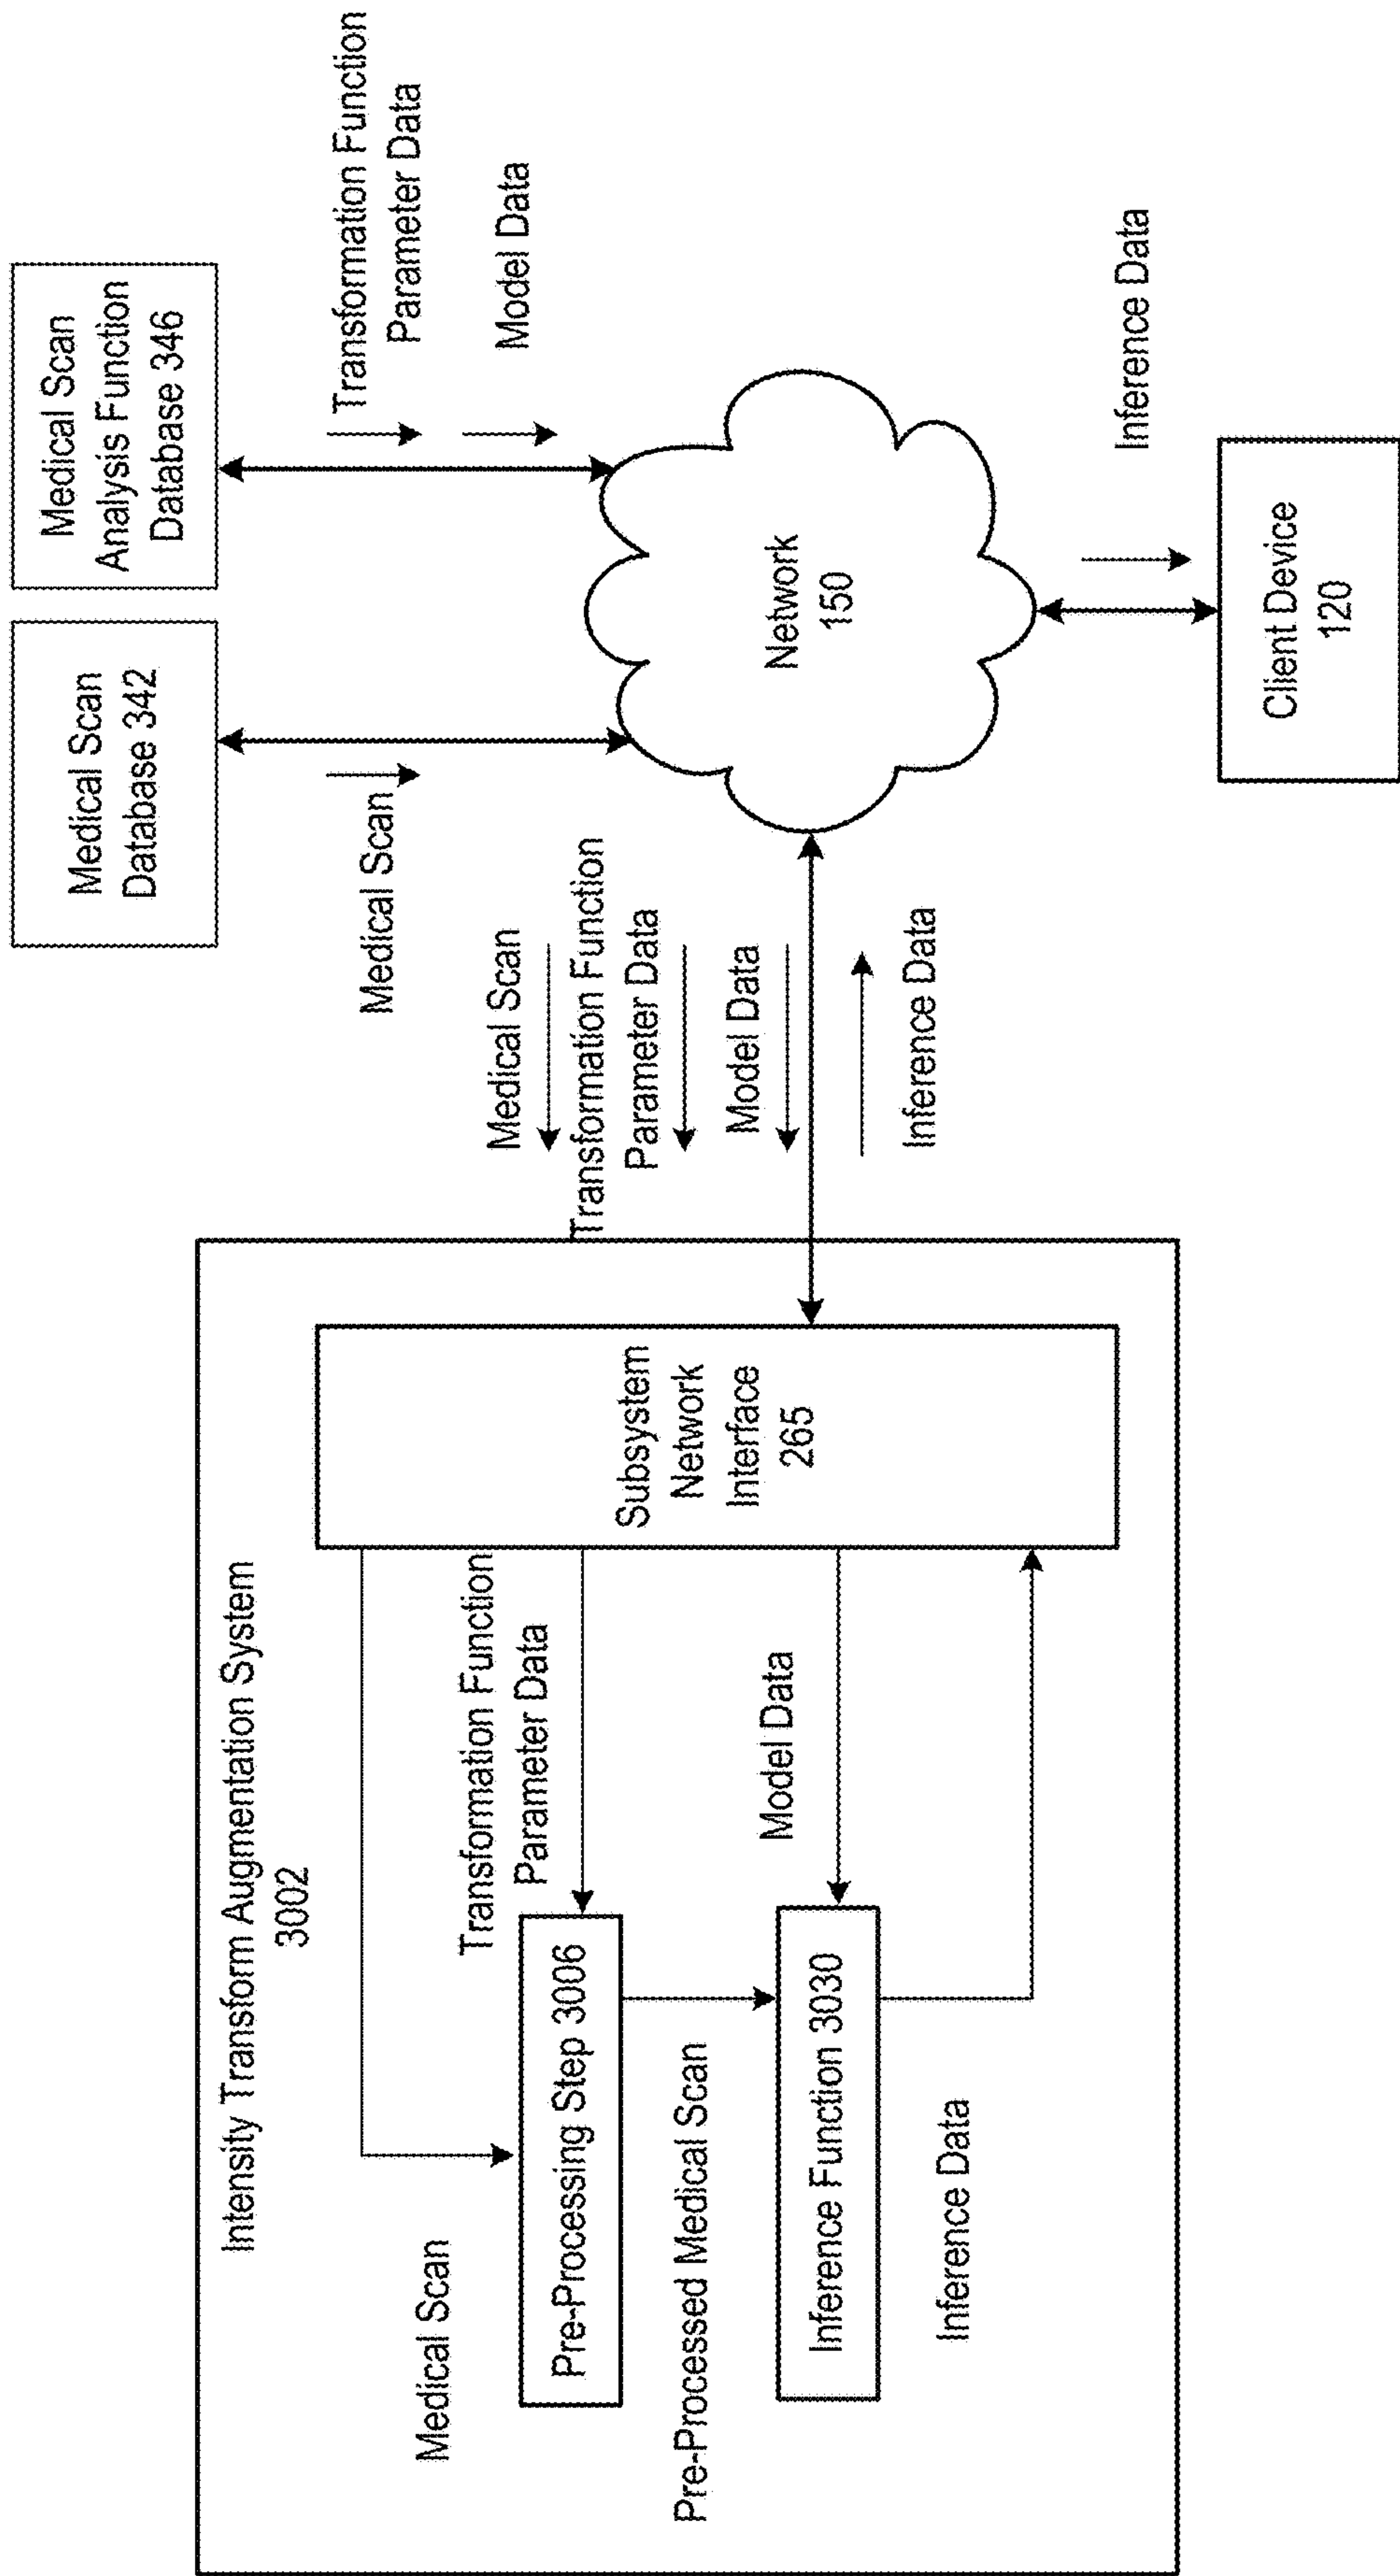 Intensity Transform Augmentation System
3002
Medical Scan
Transformation Function
Parameter Data
Pre-Processing Step 3006
Pre-Processed Medical Scan
Model Data
Inference Function 3030
Inference Data
Subsystem
Network
Interface
265
Medical Scan
Transformation Function
Parameter Data
Model Data
Inference Data
Medical Scan
Database 342
Medical Scan
Analysis Function
Database 346
Medical Scan
Transformation Function
Parameter Data
Model Data
Network
150
Inference Data
Client Device
120